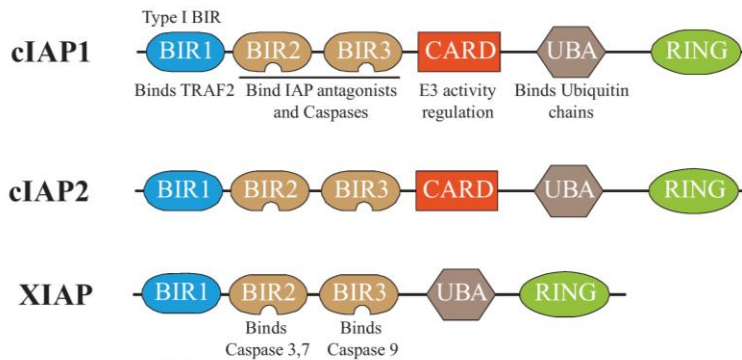 Type I BIR
cIAP1 BIR1 BIR2 BIR3 CARD UBA RING
Binds TRAF2 Bind IAP antagonists E3 activity Binds Ubiquitin
and Caspases regulation chains
cIAP2 BIR1 BIR2 BIR3 CARD UBA RING
XIAP BIR1 BIR2 BIR3 UBA RING
Binds Binds
Caspase 3,7 Caspase 9